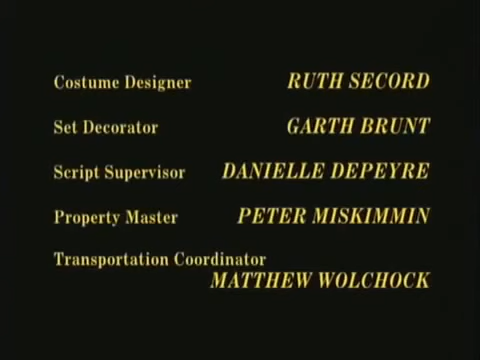 Costume Designer RUTH SECORD
Set Decorator GARTH BRUNT
Script Supervisor DANIELLE DEPEYRE
Property Master PETER MISKIMMIN
Transportation Coordinator
MATTHEW WOLCHOCK